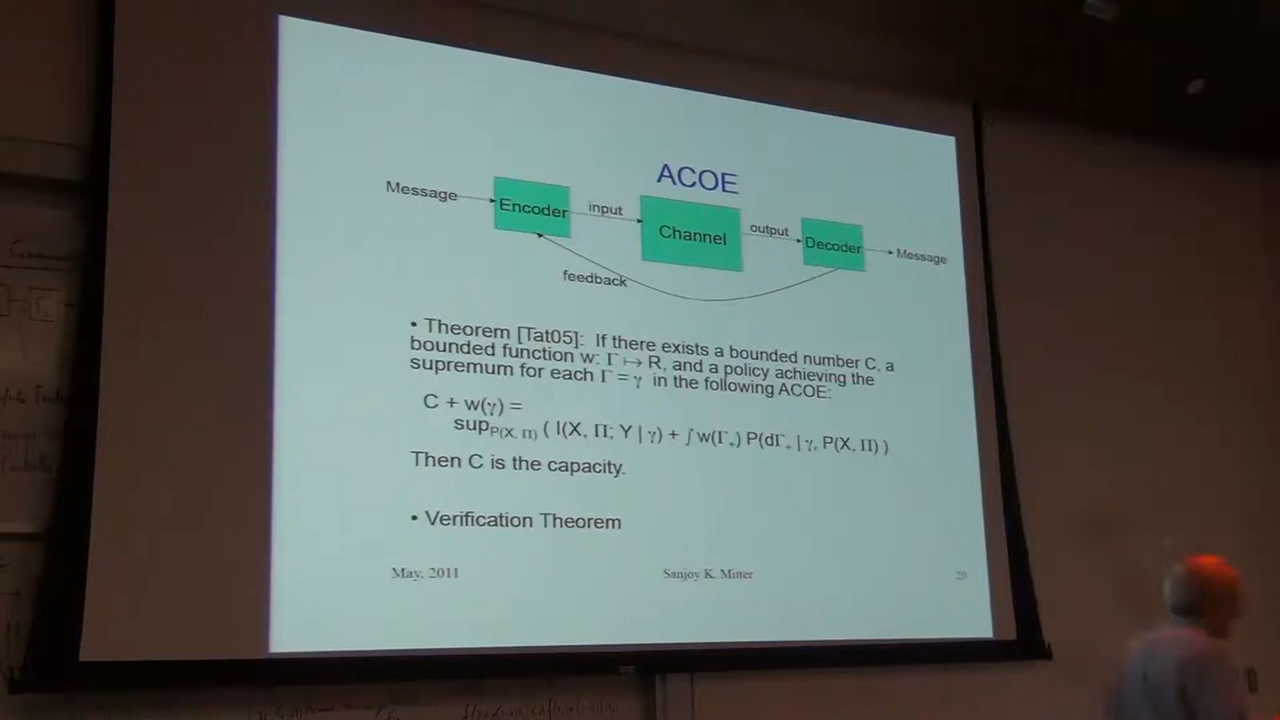 ACOE
Message
Encoder
input
Channel
output
Decoder
Message
feedback
• Theorem [Tat05]: If there exists a bounded number C, a
bounded function w: Γ ↦ R, and a policy achieving the
supremum for each Γ = γ in the following ACOE:
C + w(γ) =
sup_P(X, Π) ( I(X, Π; Y | γ) + ∫ w(Γ₊) P(dΓ₊ | γ, P(X, Π) )
Then C is the capacity.
• Verification Theorem
May, 2011
Sanjoy K. Mitter